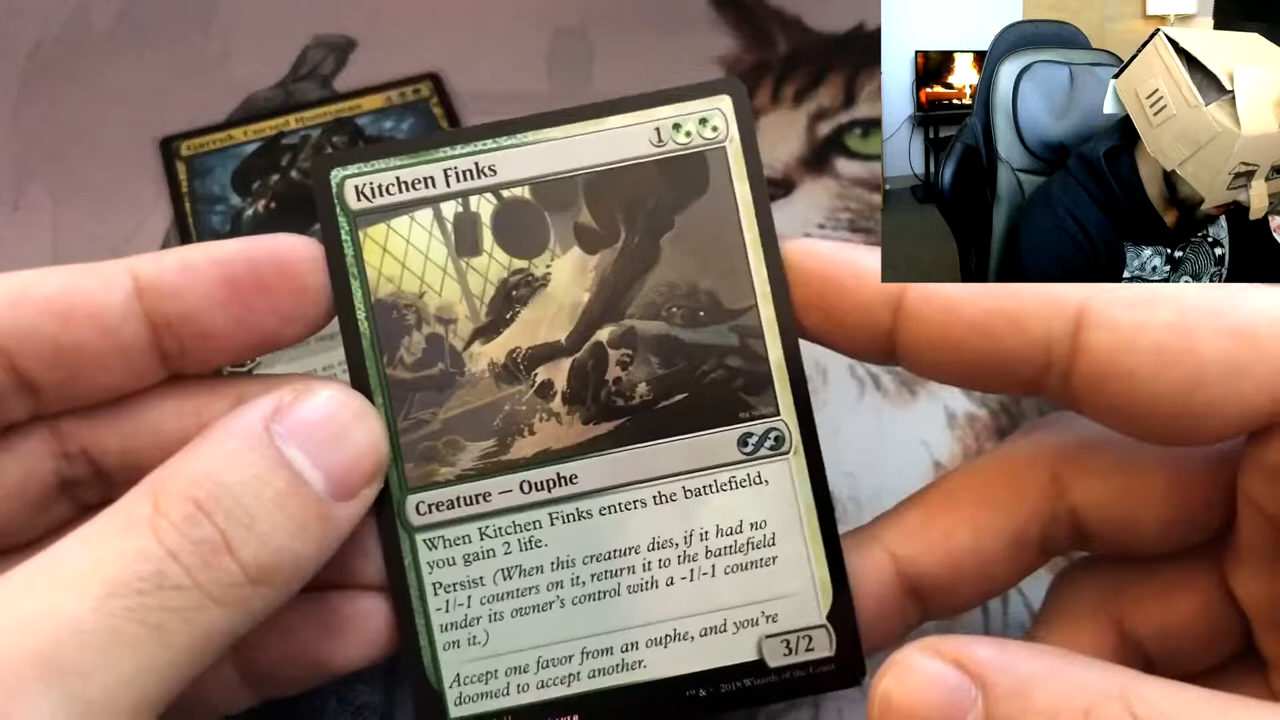 Garruk, Cursed Huntsman
Kitchen Finks
1
Creature — Ouphe
When Kitchen Finks enters the battlefield,
you gain 2 life.
Persist (When this creature dies, if it had no
-1/-1 counters on it, return it to the battlefield
under its owner's control with a -1/-1 counter
on it.)
Accept one favor from an ouphe, and you're
doomed to accept another.
3/2
™ & © 2018 Wizards of the Coast